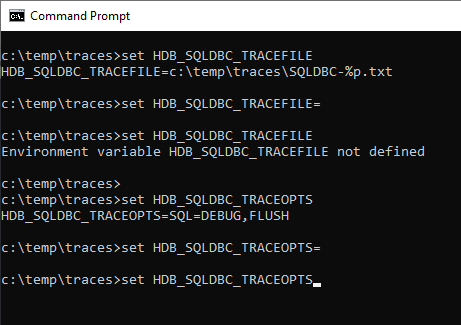 Command Prompt
c:\temp\traces>set HDB_SQLDBC_TRACEFILE
HDB_SQLDBC_TRACEFILE=c:\temp\traces\SQLDBC-%p.txt
c:\temp\traces>set HDB_SQLDBC_TRACEFILE=
c:\temp\traces>set HDB_SQLDBC_TRACEFILE
Environment variable HDB_SQLDBC_TRACEFILE not defined
c:\temp\traces>
c:\temp\traces>set HDB_SQLDBC_TRACEOPTS
HDB_SQLDBC_TRACEOPTS=SQL=DEBUG,FLUSH
c:\temp\traces>set HDB_SQLDBC_TRACEOPTS=
c:\temp\traces>set HDB_SQLDBC_TRACEOPTS